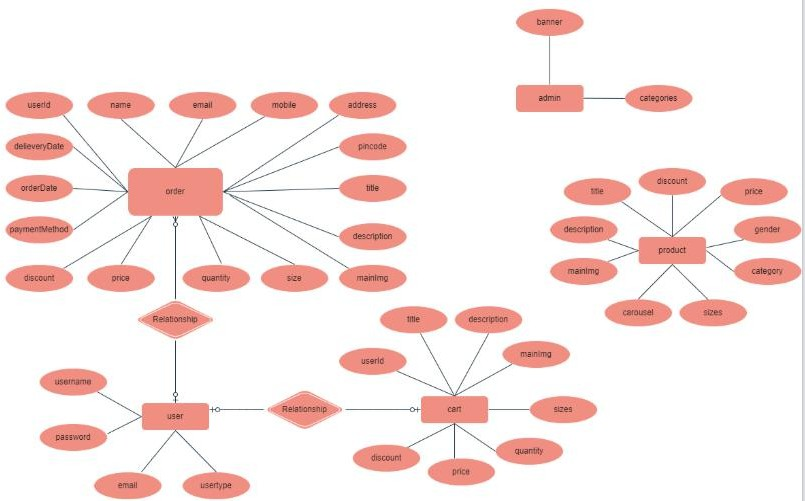 banner
admin
categories
userId
name
email
mobile
address
delieveryDate
pincode
orderDate
order
title
paymentMethod
description
discount
price
quantity
size
mainImg
title
discount
price
description
gender
product
mainImg
category
carousel
sizes
Relationship
title
description
userId
mainImg
username
user
Relationship
cart
sizes
password
discount
quantity
price
email
usertype